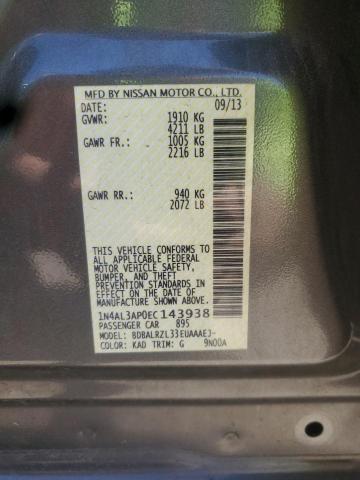 MFD BY NISSAN MOTOR CO., LTD.
DATE: 09/13
GVWR: 1910 KG
4211 LB
GAWR FR: 1005 KG
2216 LB
GAWR RR: 940 KG
2072 LB
THIS VEHICLE CONFORMS TO
ALL APPLICABLE FEDERAL
MOTOR VEHICLE SAFETY,
BUMPER, AND THEFT
PREVENTION STANDARDS IN
EFFECT ON THE DATE OF
MANUFACTURE SHOWN ABOVE.
1N4AL3AP0EC143938
PASSENGER CAR 895
MODEL: BDBALRZL33EUAAAEJ-
COLOR: KAD TRIM: G 9N00A